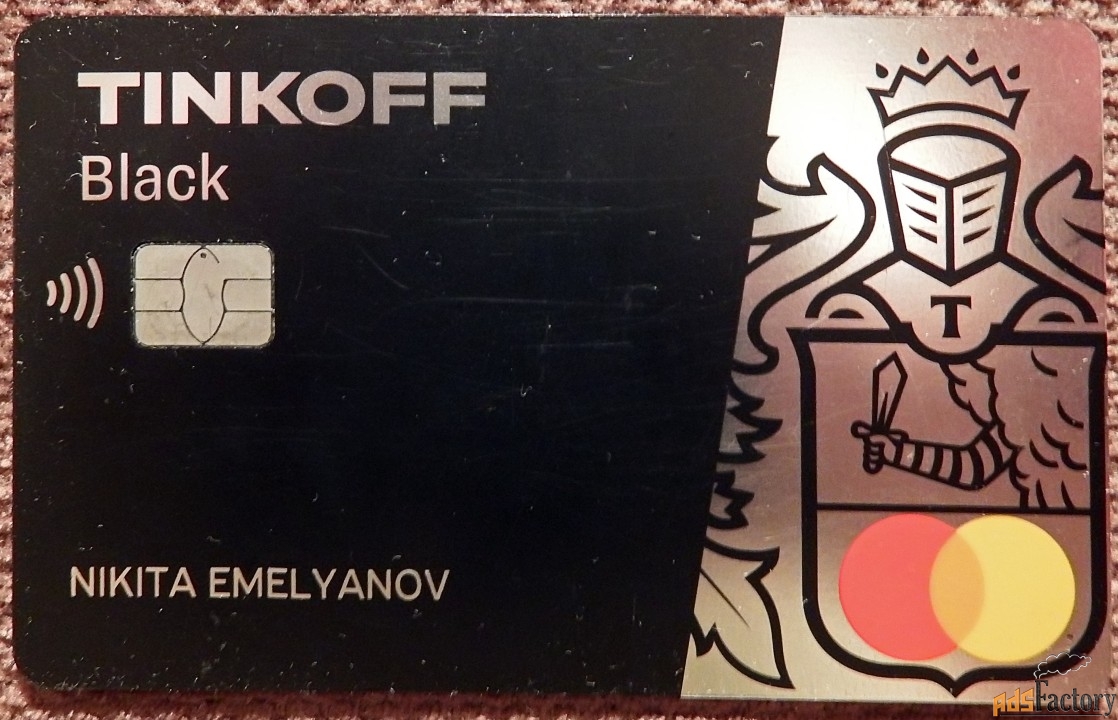 TINKOFF
Black
T
NIKITA EMELYANOV
AdsFactory